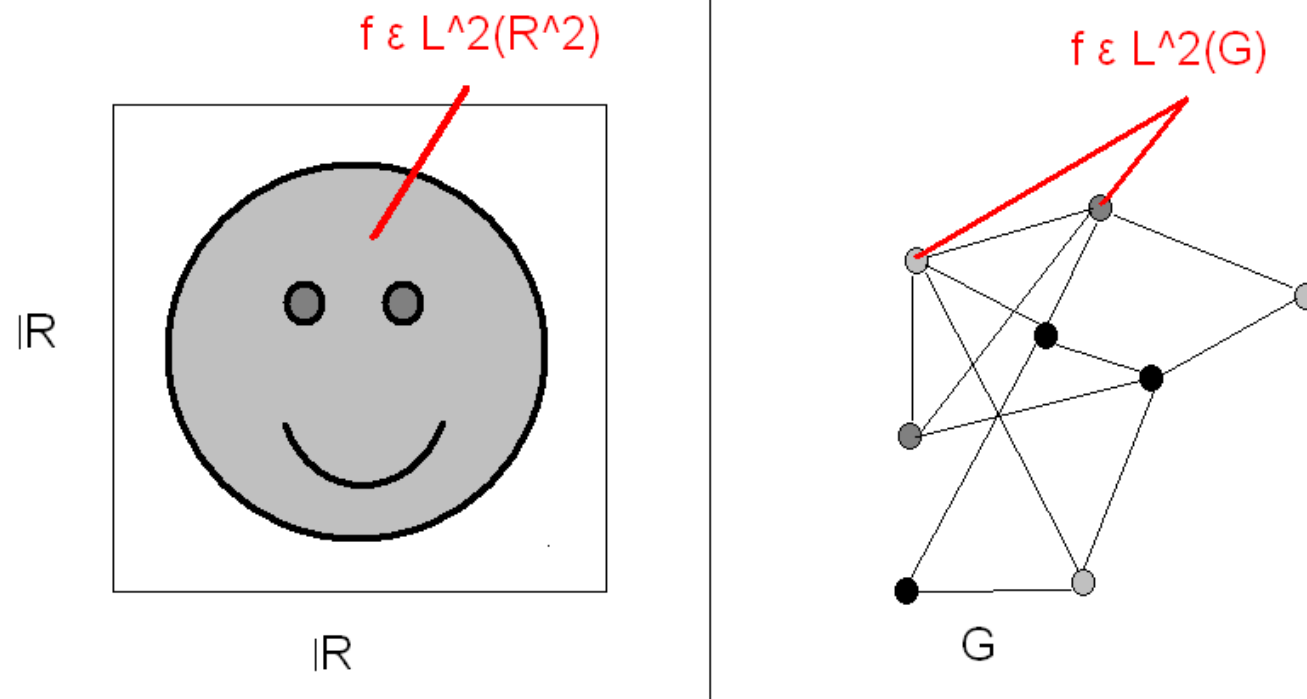 f ε L^2(R^2)
|R
|R
f ε L^2(G)
G